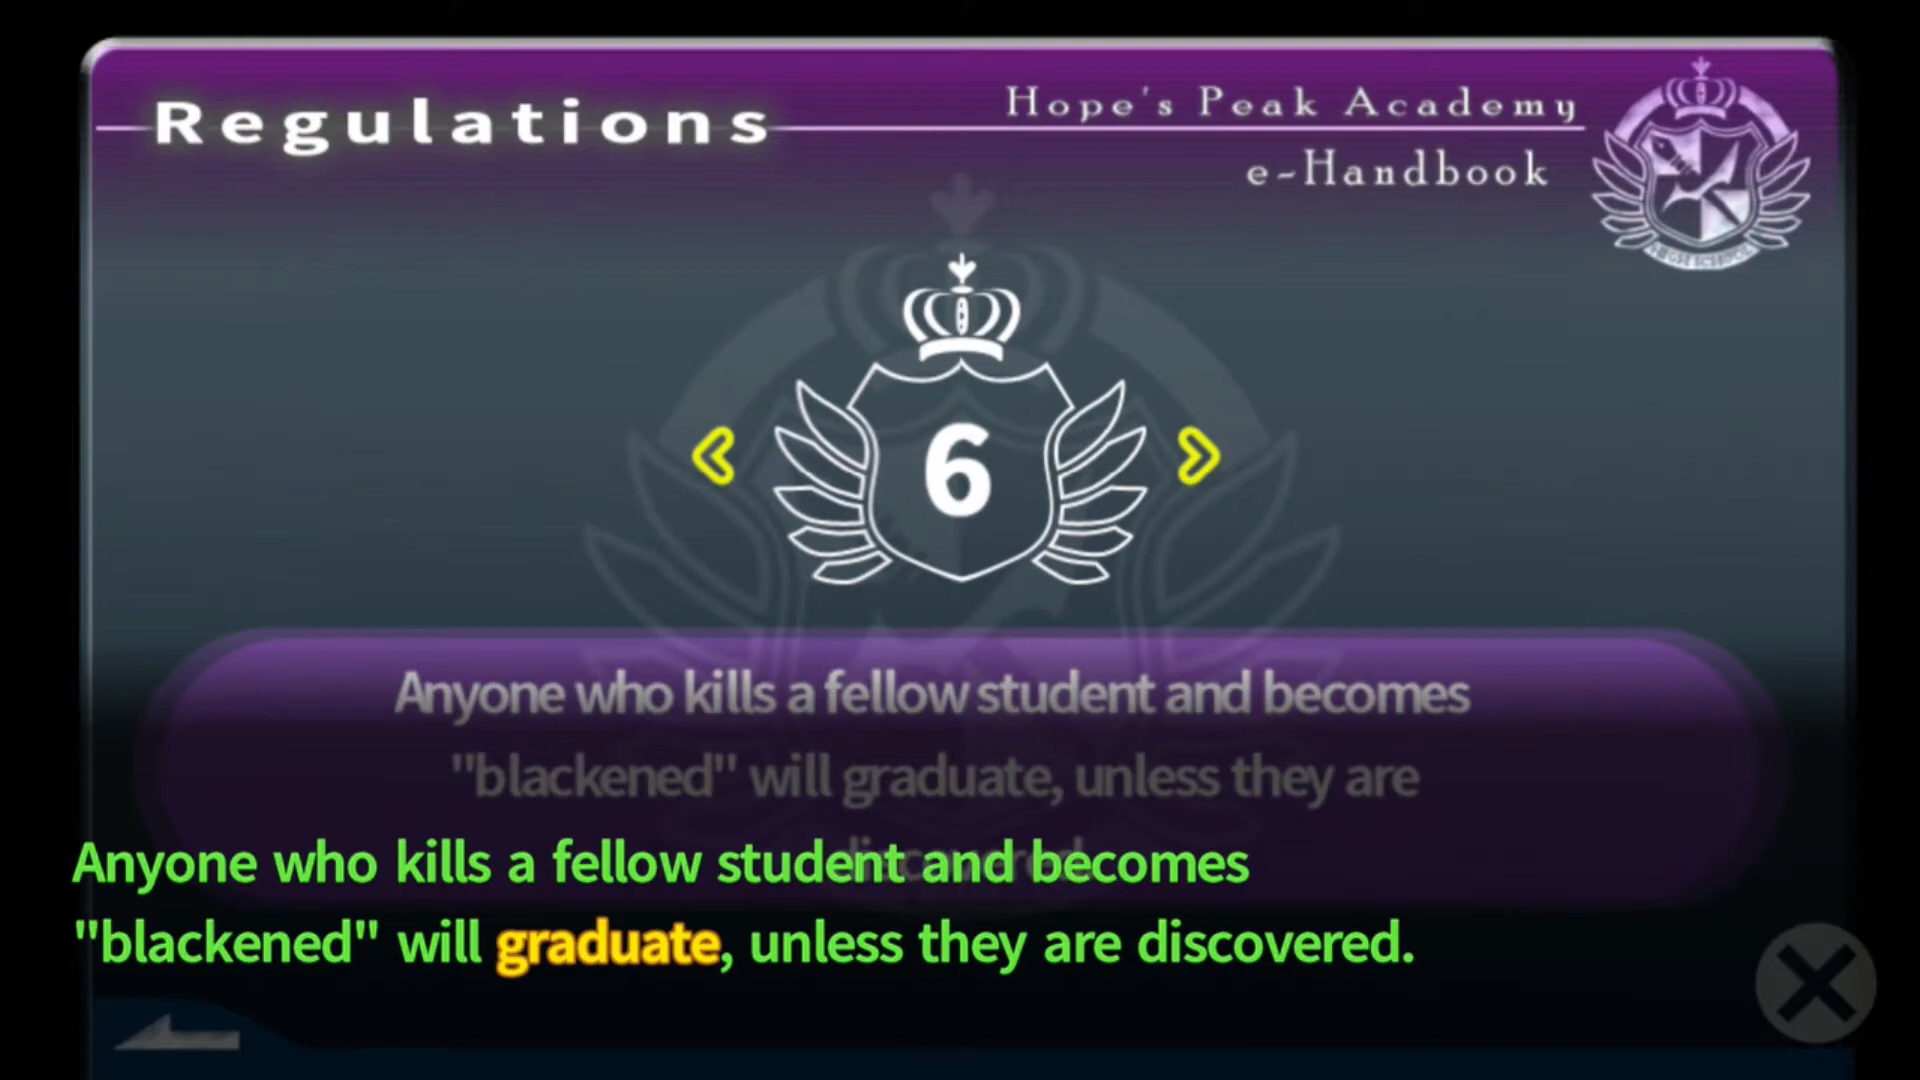 Regulations
Hope's Peak Academy
e-Handbook
6
Anyone who kills a fellow student and becomes
"blackened" will graduate, unless they are
discovered.
Anyone who kills a fellow student and becomes
"blackened" will graduate, unless they are discovered.